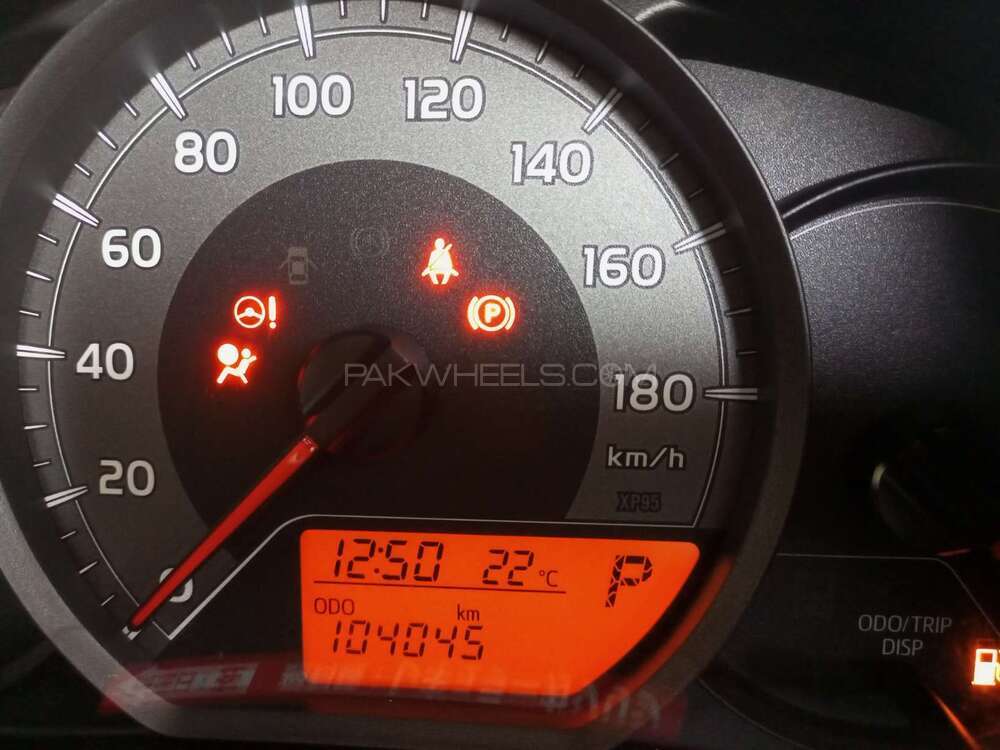 100
120
80
140
60
160
40
180
20
0
km/h
XP95
P
PAKWHEELS.COM
12:50 22 °C P
ODO km
104045
ODO/TRIP
DISP